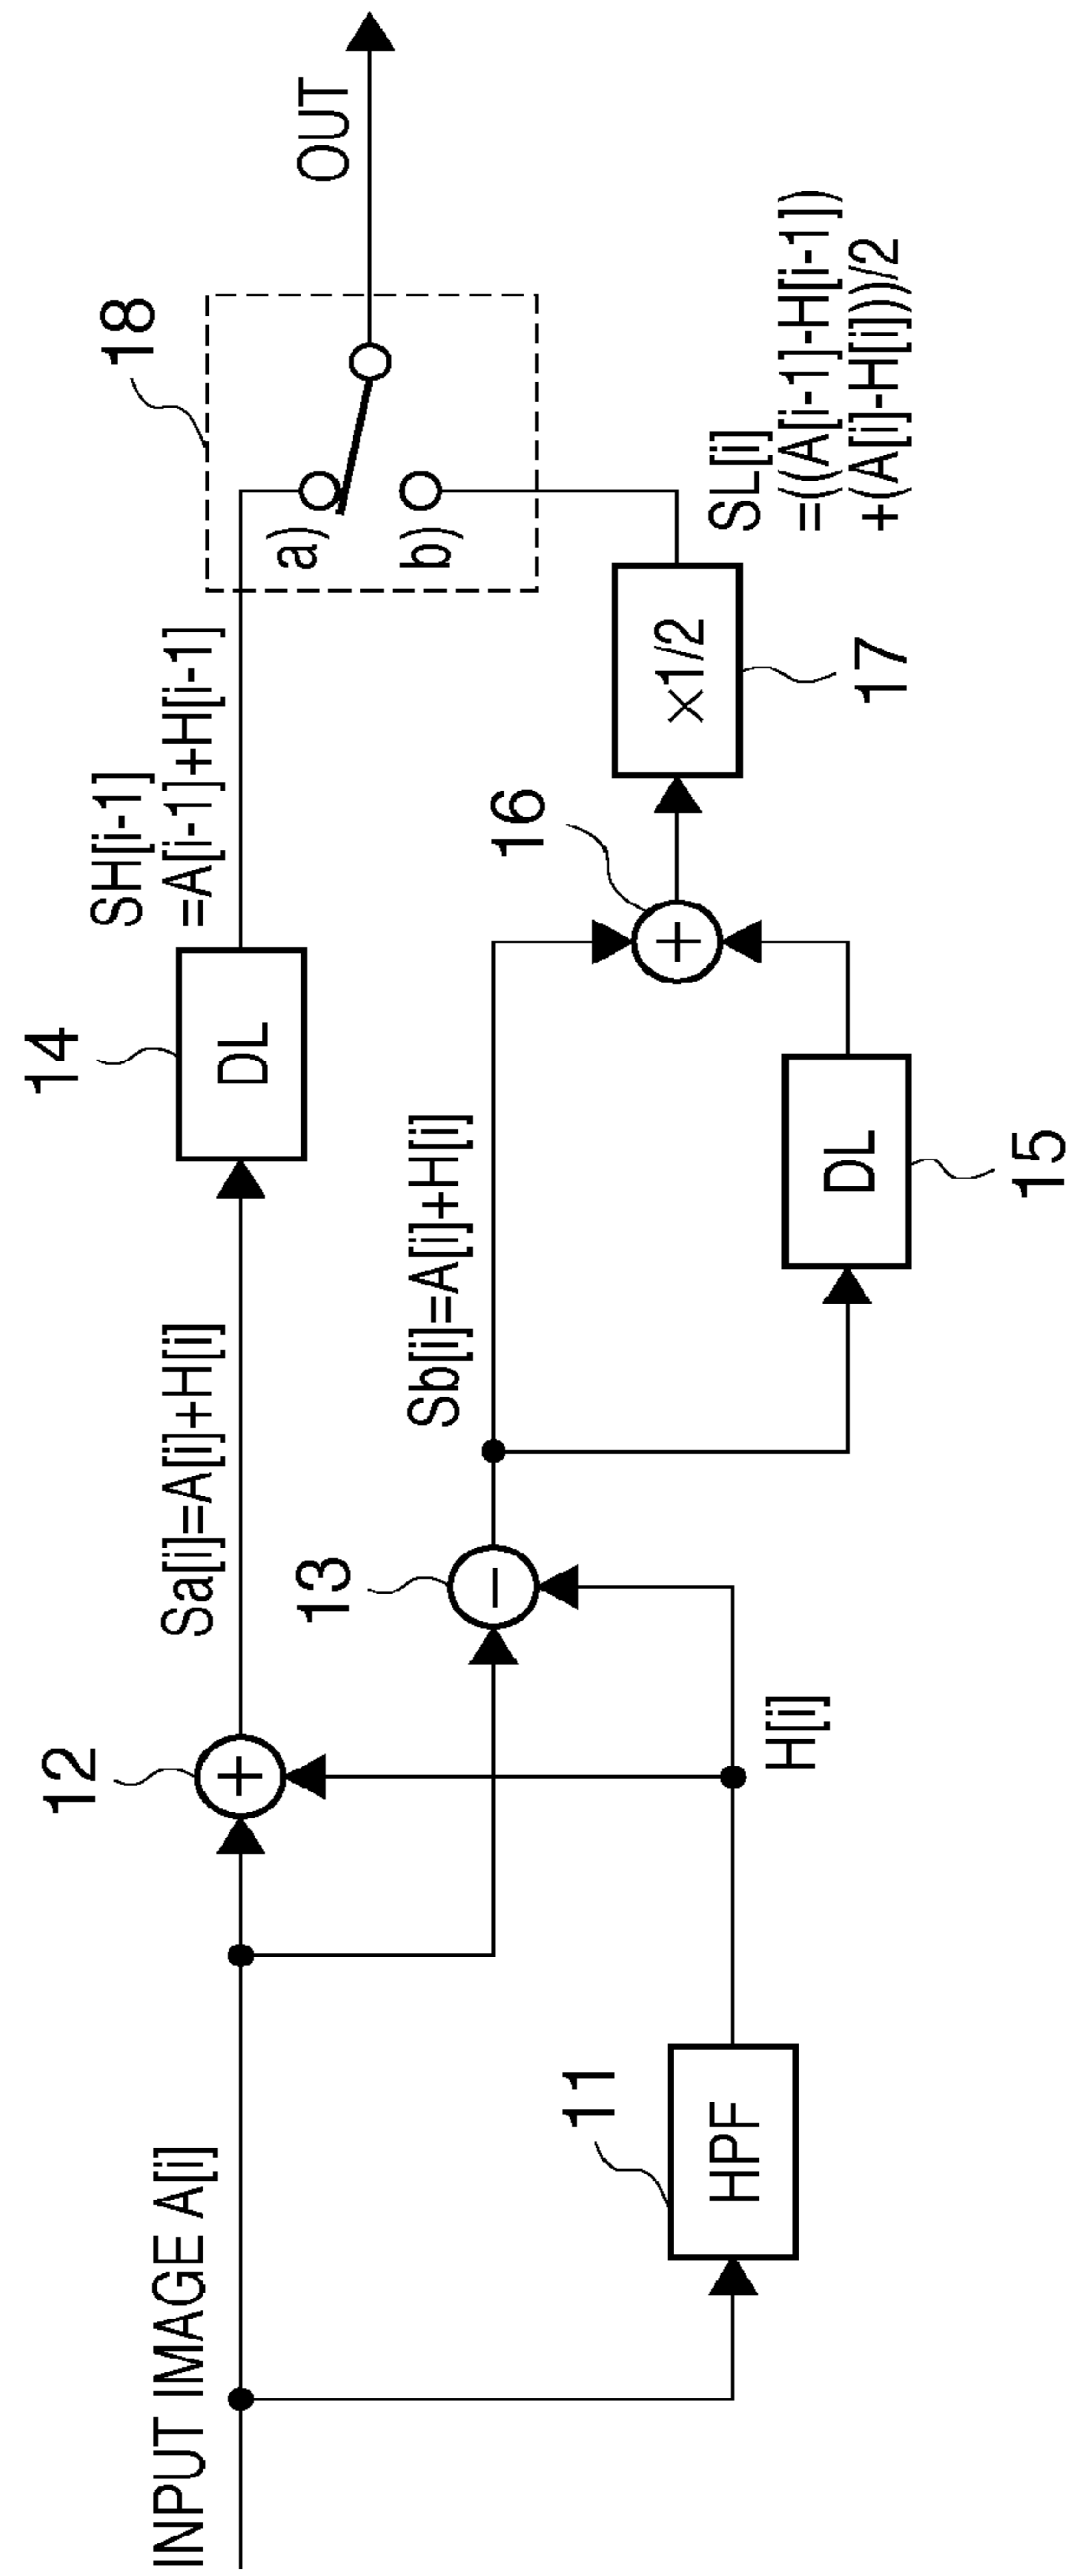 INPUT IMAGE A[i]
11
HPF
H[i]
12
+
Sa[i]=A[i]+H[i]
13
−
Sb[i]=A[i]+H[i]
14
DL
SH[i-1]
=A[i-1]+H[i-1]
15
DL
16
+
×1/2
17
SL[i]
=((A[i-1]-H[i-1])
+(A[i]-H[i]))/2
18
a)
b)
OUT